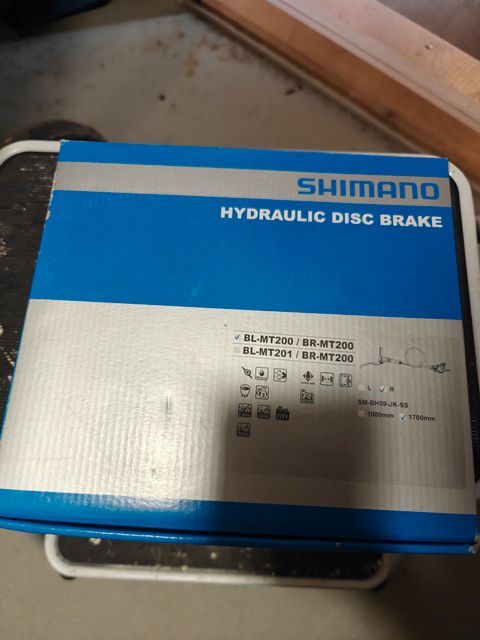 SHIMANO
HYDRAULIC DISC BRAKE
BL-MT200 / BR-MT200
BL-MT201 / BR-MT200
L R
SM-BH59-JK-SS
1000mm 1700mm